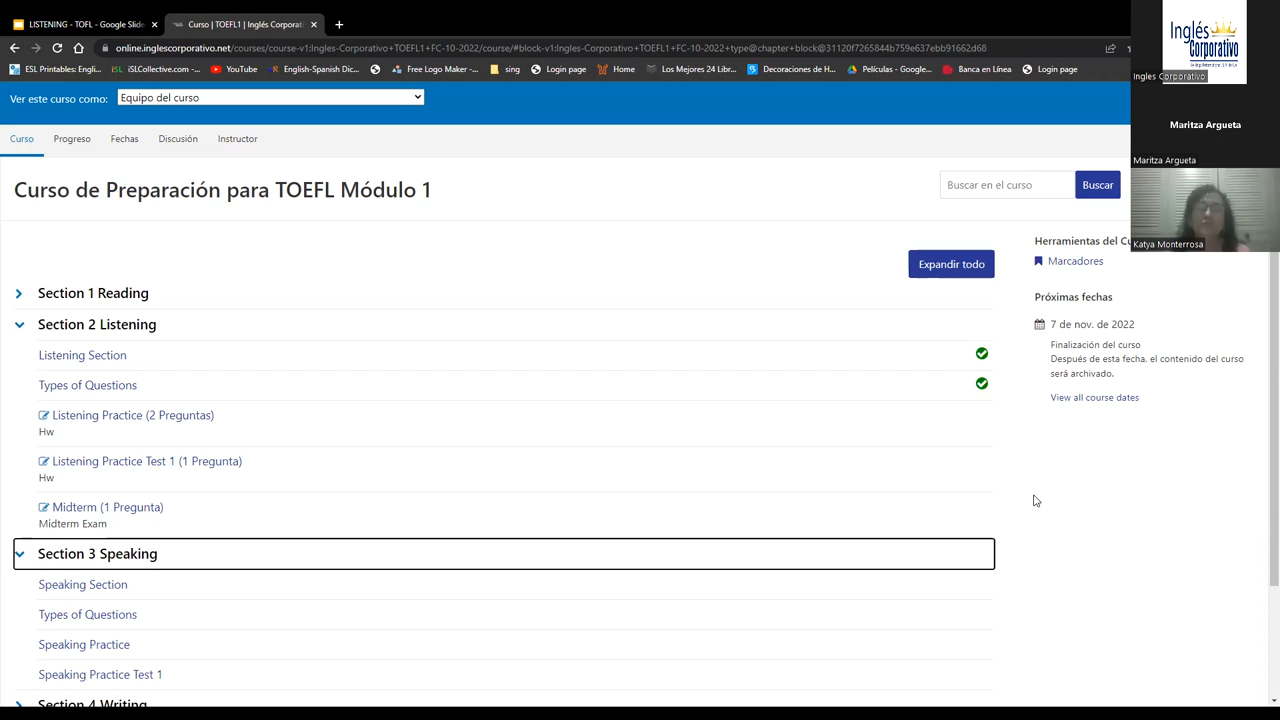 LISTENING - TOFL - Google Slide
Curso | TOEFL1 | Inglés Corporati
online.inglescorporativo.net/courses/course-v1:Ingles-Corporativo+TOEFL1+FC-10-2022/course/#block-v1:Ingles-Corporativo+TOEFL1+FC-10-2022+type@chapter+block@31120f7265844b759e637ebb91662d68
ESL Printables: Engli...
iSLCollective.com -...
YouTube
English-Spanish Dic...
Free Logo Maker -...
Login page
Home
Los Mejores 24 Libr...
Decoraciones de H...
Películas - Google...
Banca en Línea
Login page
Inglés
Corporativo
Ingles Corporativo
Maritza Argueta
Maritza Argueta
Katya Monterrosa
Ver este curso como:
Equipo del curso
Curso
Progreso
Fechas
Discusión
Instructor
Curso de Preparación para TOEFL Módulo 1
Buscar en el curso
Buscar
Expandir todo
Section 1 Reading
Section 2 Listening
Listening Section
Types of Questions
Listening Practice (2 Preguntas)
Hw
Listening Practice Test 1 (1 Pregunta)
Hw
Midterm (1 Pregunta)
Midterm Exam
Section 3 Speaking
Speaking Section
Types of Questions
Speaking Practice
Speaking Practice Test 1
Section 4 Writing
Herramientas del Cu
Marcadores
Próximas fechas
7 de nov. de 2022
Finalización del curso
Después de esta fecha, el contenido del curso
será archivado.
View all course dates